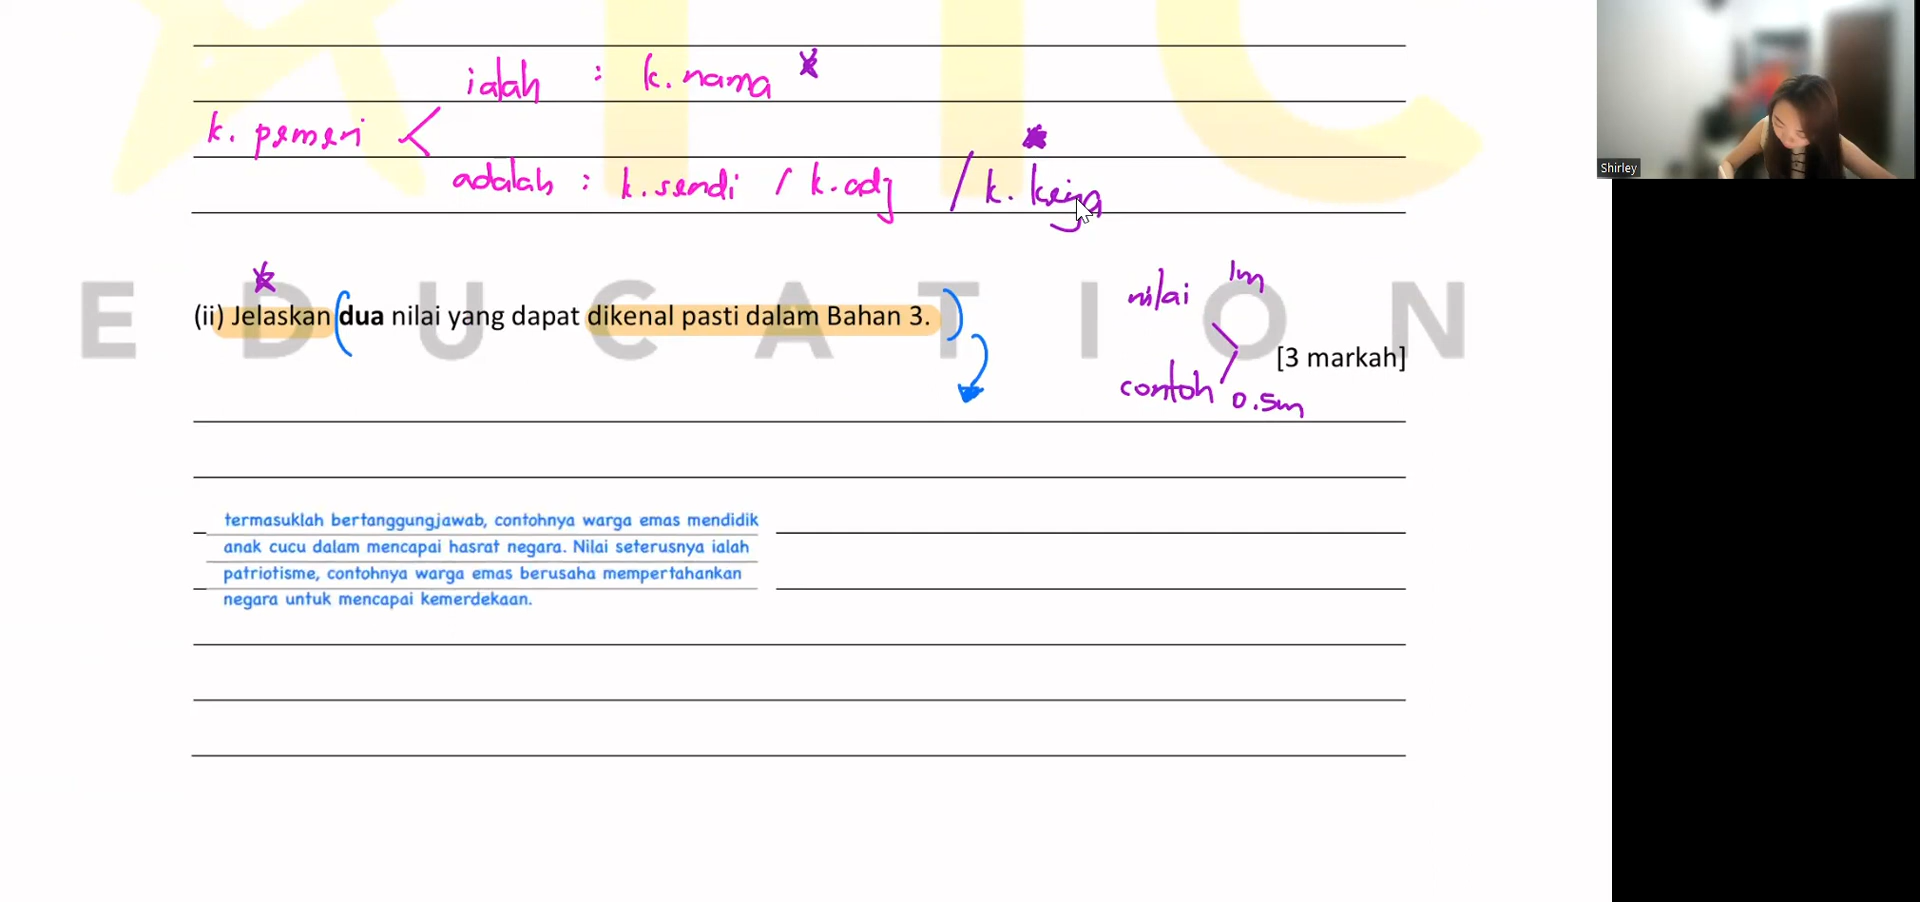 ialah : k. nama
k. pemeri
adalah : k. sendi / k. adj / k. kerja
EDUCATION
(ii) Jelaskan dua nilai yang dapat dikenal pasti dalam Bahan 3.
nilai 1m
[3 markah]
contoh 0.5m
termasuklah bertanggungjawab, contohnya warga emas mendidik
anak cucu dalam mencapai hasrat negara. Nilai seterusnya ialah
patriotisme, contohnya warga emas berusaha mempertahankan
negara untuk mencapai kemerdekaan.
Shirley